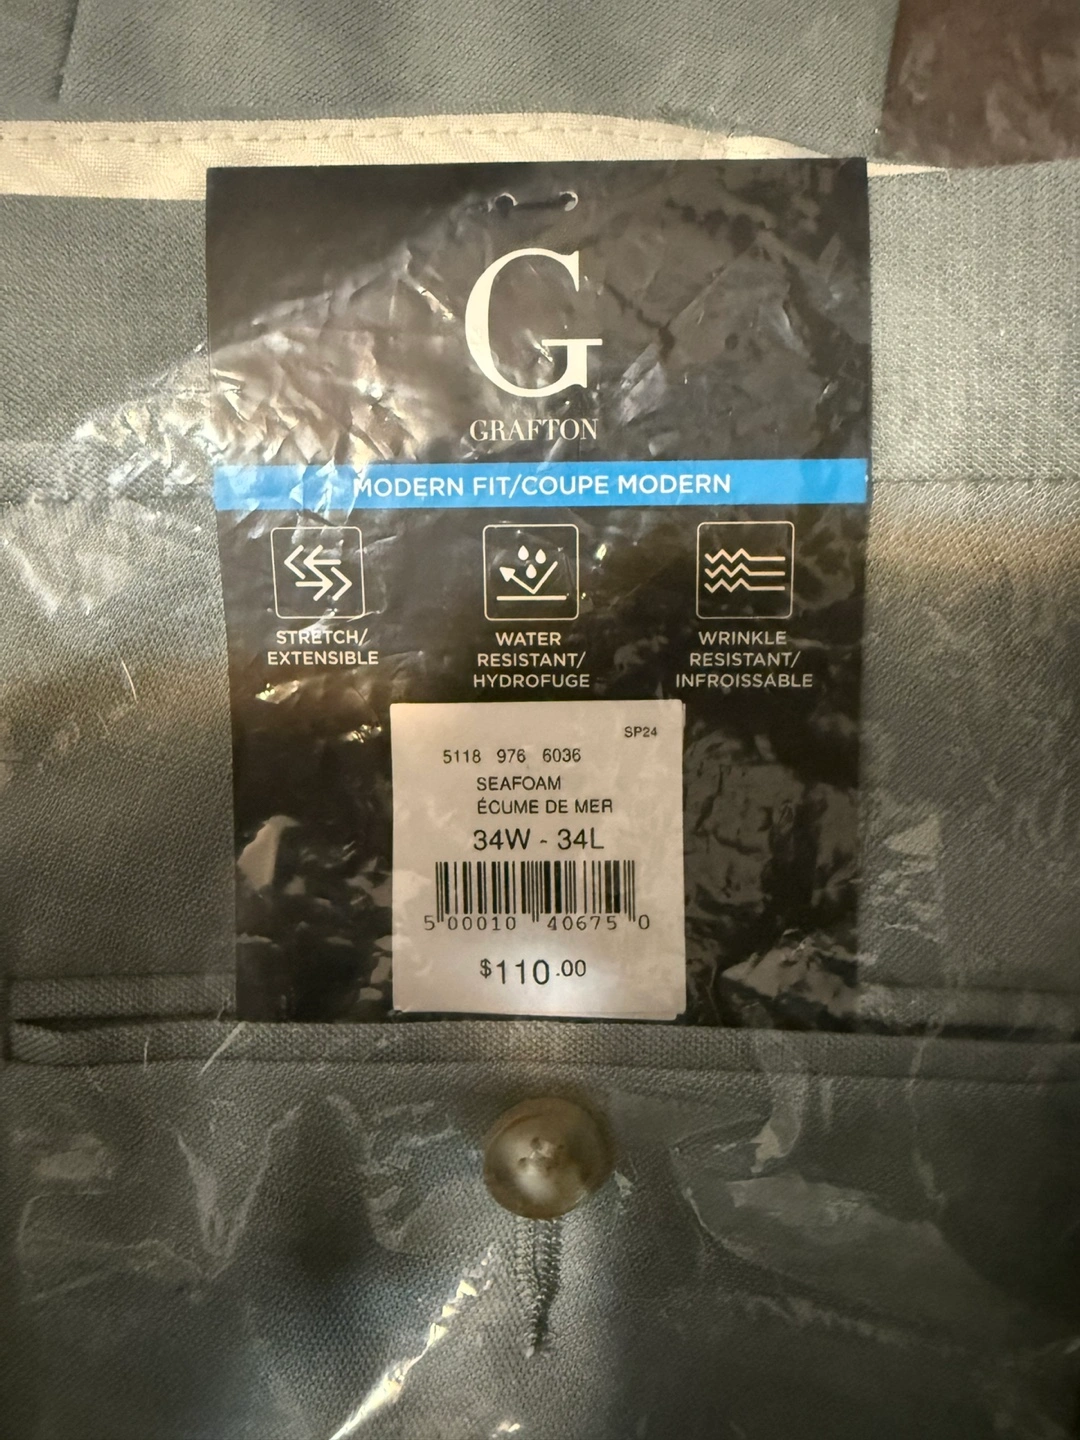 G
GRAFTON
MODERN FIT/COUPE MODERN
STRETCH/
EXTENSIBLE
WATER
RESISTANT/
HYDROFUGE
WRINKLE
RESISTANT/
INFROISSABLE
SP24
5118 976 6036
SEAFOAM
ÉCUME DE MER
34W - 34L
5 00010 40675 0
$110.00